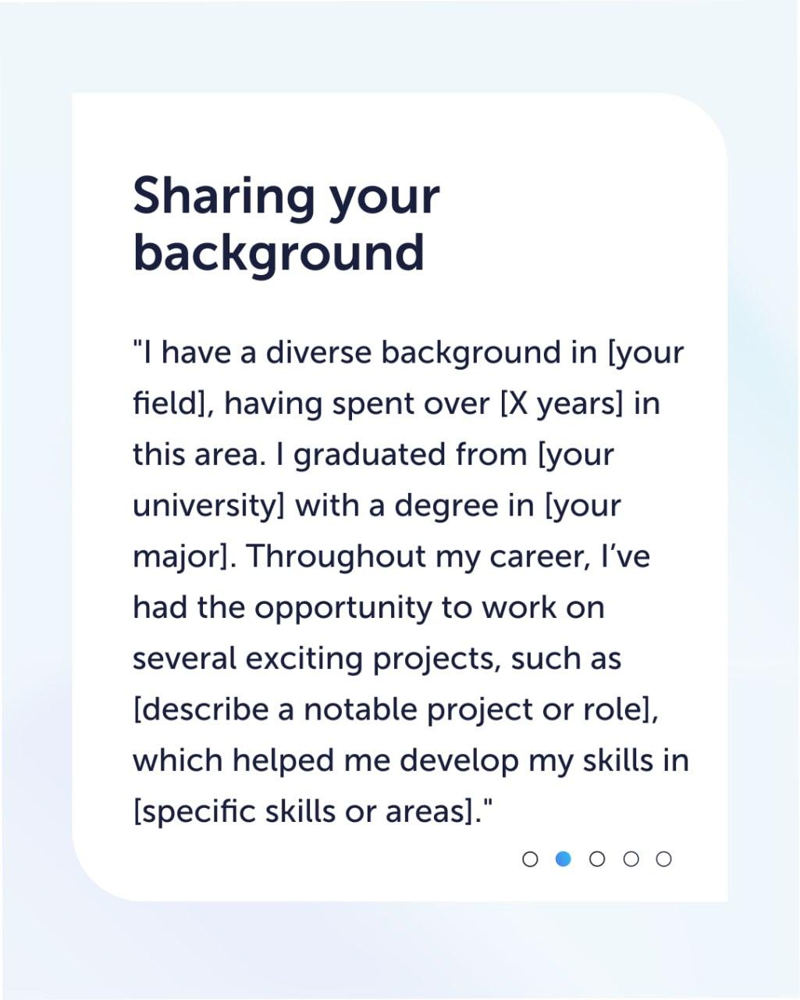 Sharing your
background
"I have a diverse background in [your
field], having spent over [X years] in
this area. I graduated from [your
university] with a degree in [your
major]. Throughout my career, I’ve
had the opportunity to work on
several exciting projects, such as
[describe a notable project or role],
which helped me develop my skills in
[specific skills or areas]."